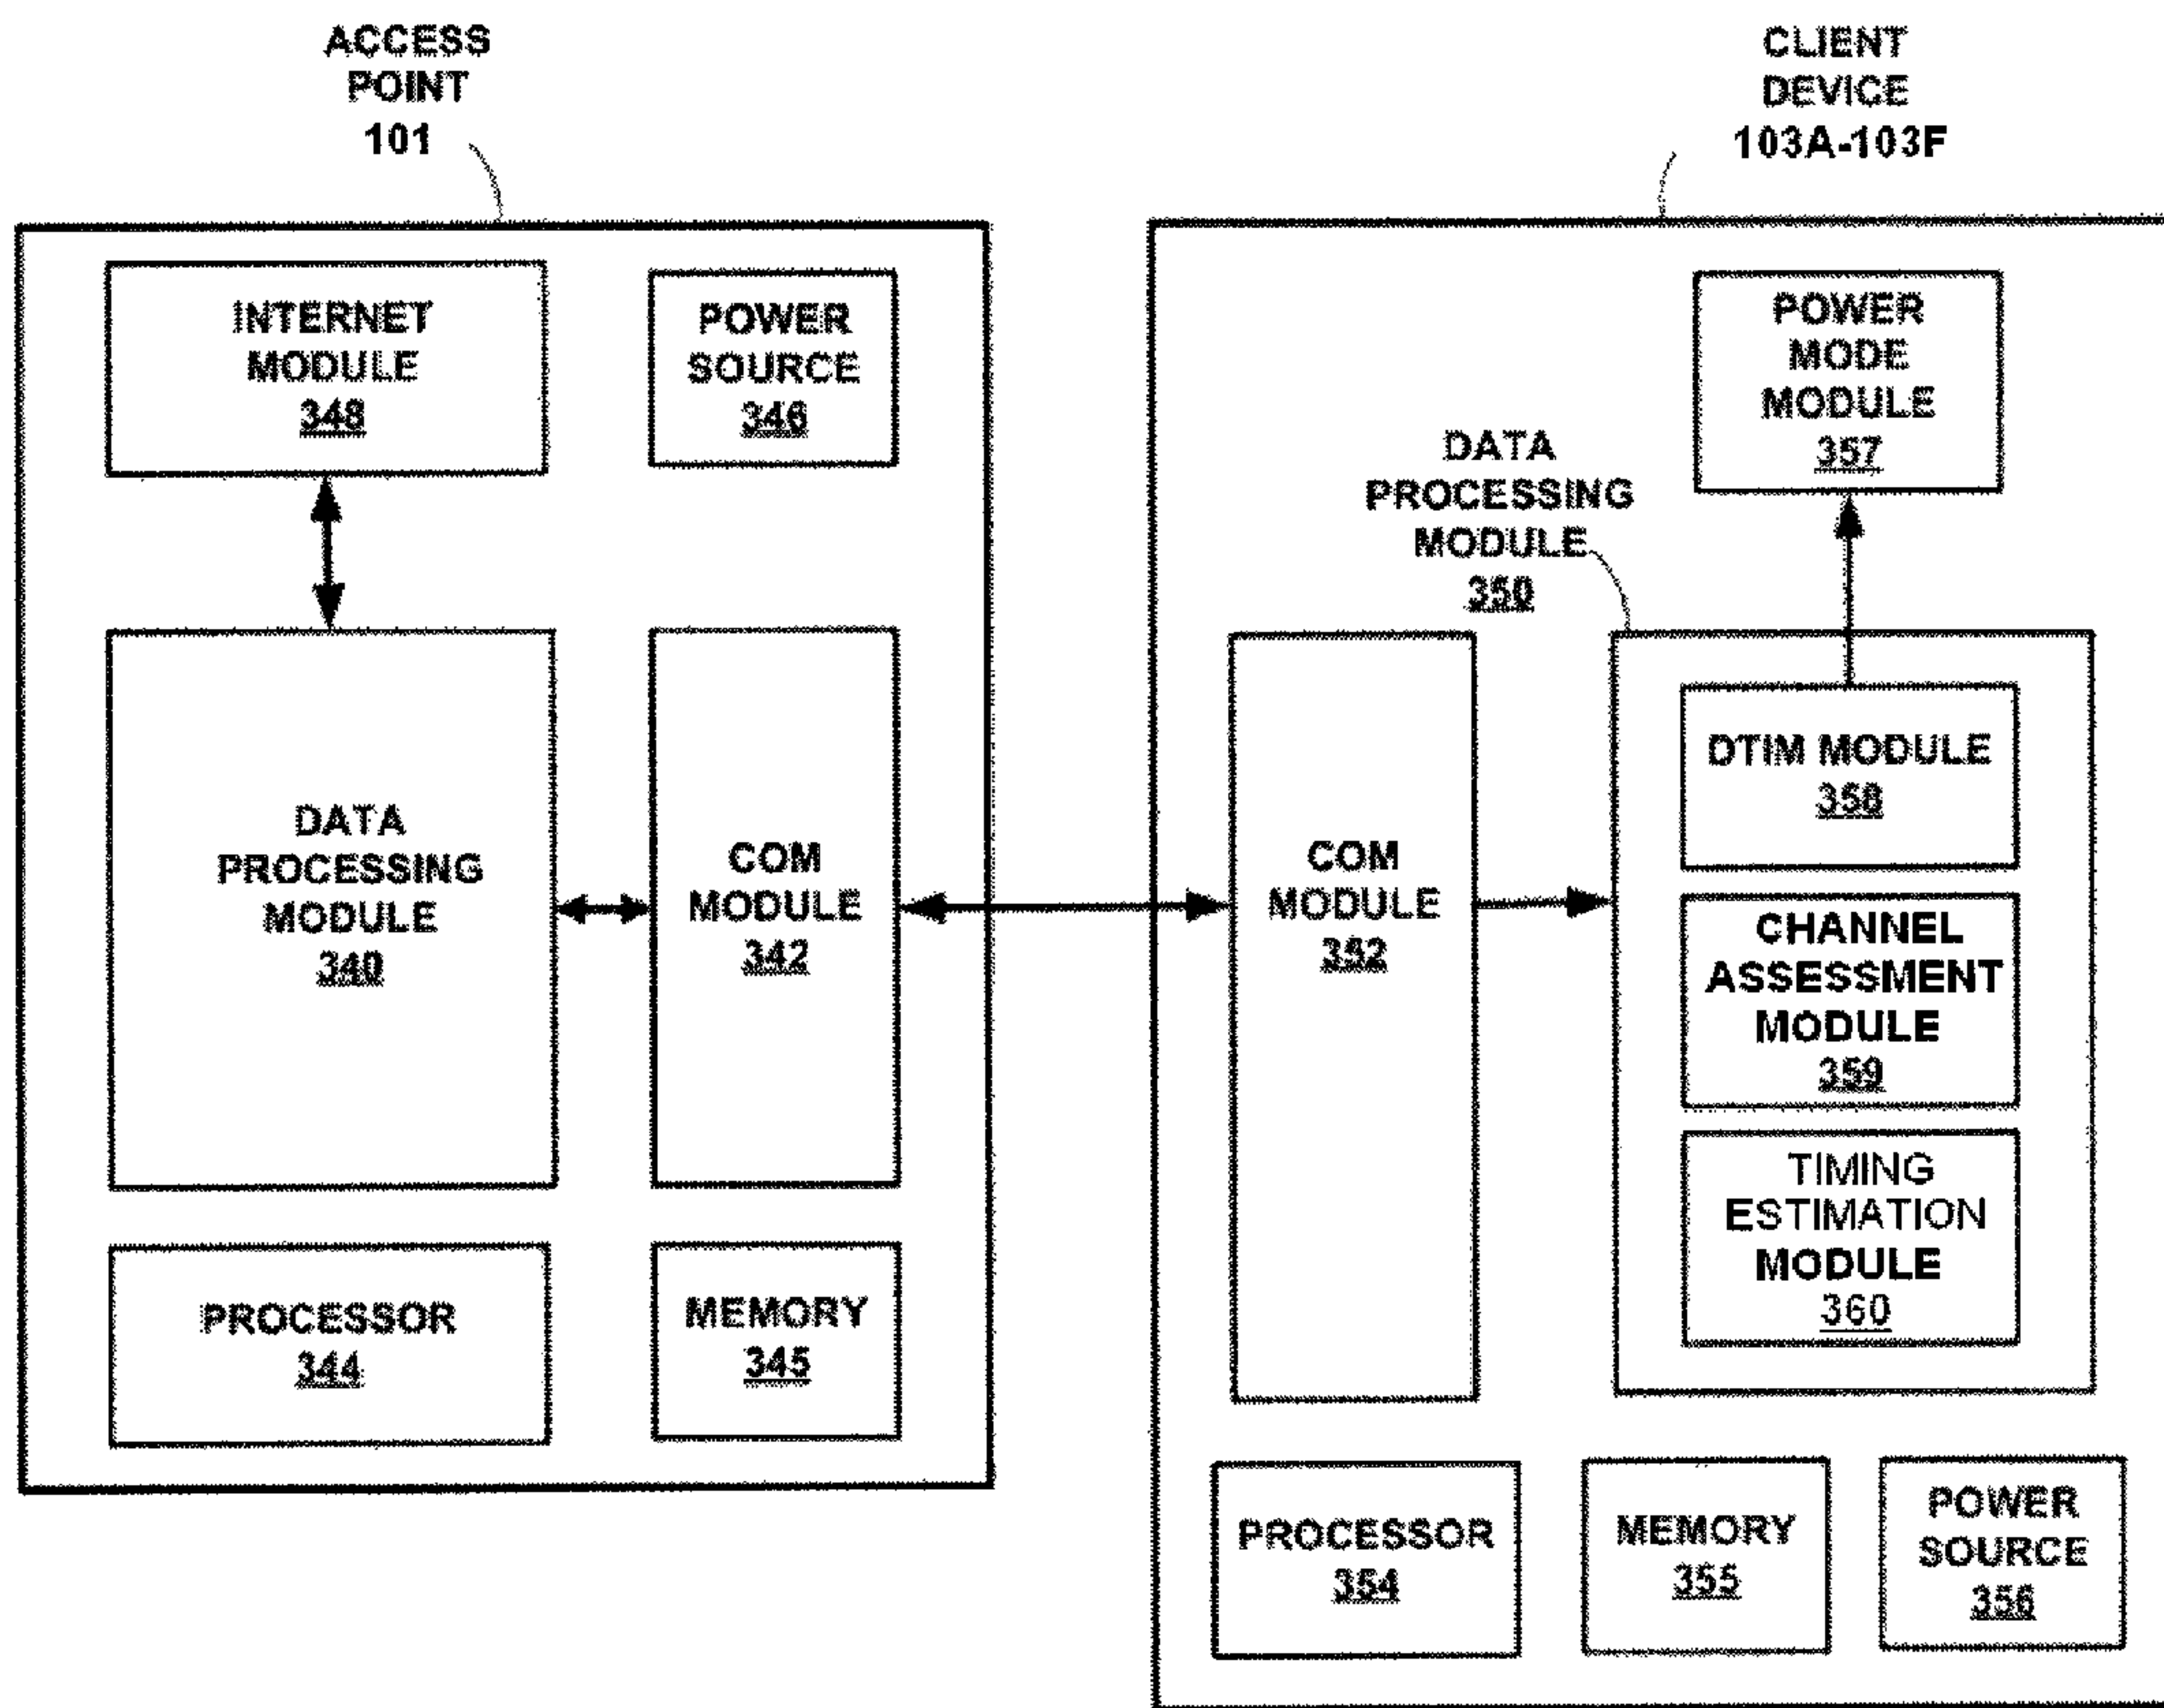 ACCESS
POINT
101
INTERNET
MODULE
348
POWER
SOURCE
346
DATA
PROCESSING
MODULE
340
COM
MODULE
342
PROCESSOR
344
MEMORY
345
CLIENT
DEVICE
103A-103F
POWER
MODE
MODULE
357
DATA
PROCESSING
MODULE
350
COM
MODULE
352
DTIM MODULE
358
CHANNEL
ASSESSMENT
MODULE
359
TIMING
ESTIMATION
MODULE
360
PROCESSOR
354
MEMORY
355
POWER
SOURCE
356